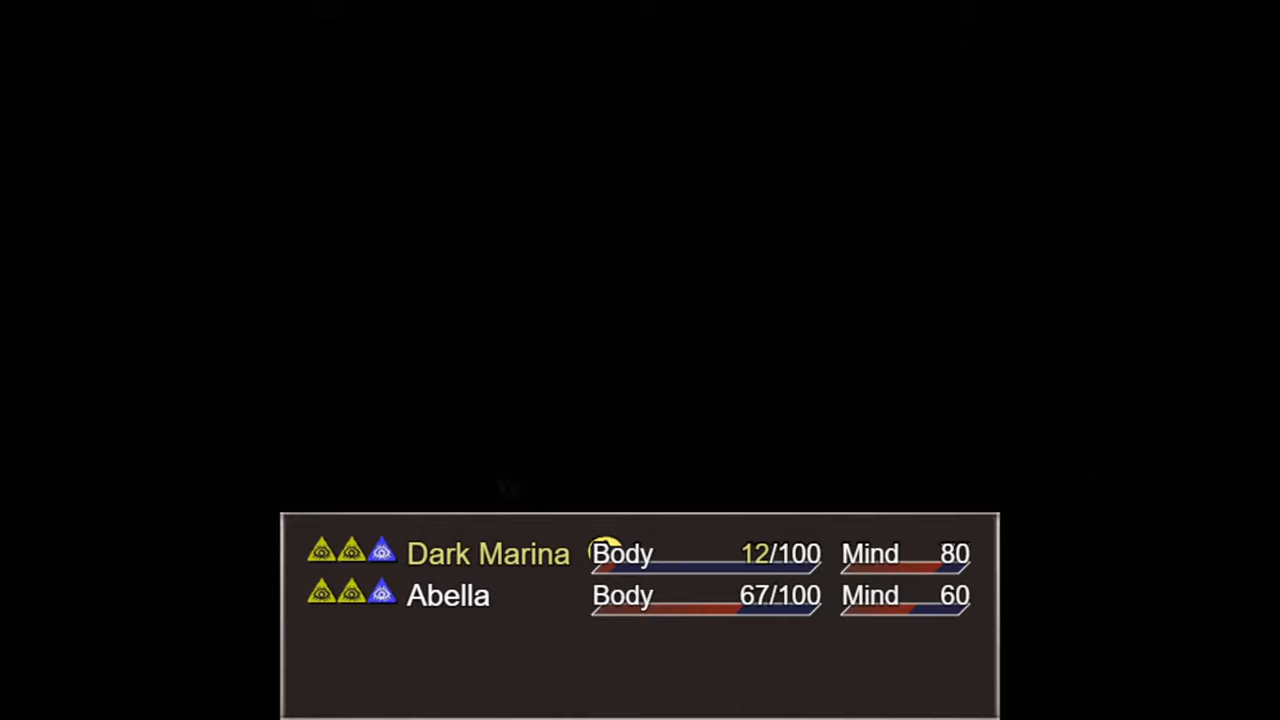 Dark Marina Body 12/100 Mind 80
Abella Body 67/100 Mind 60